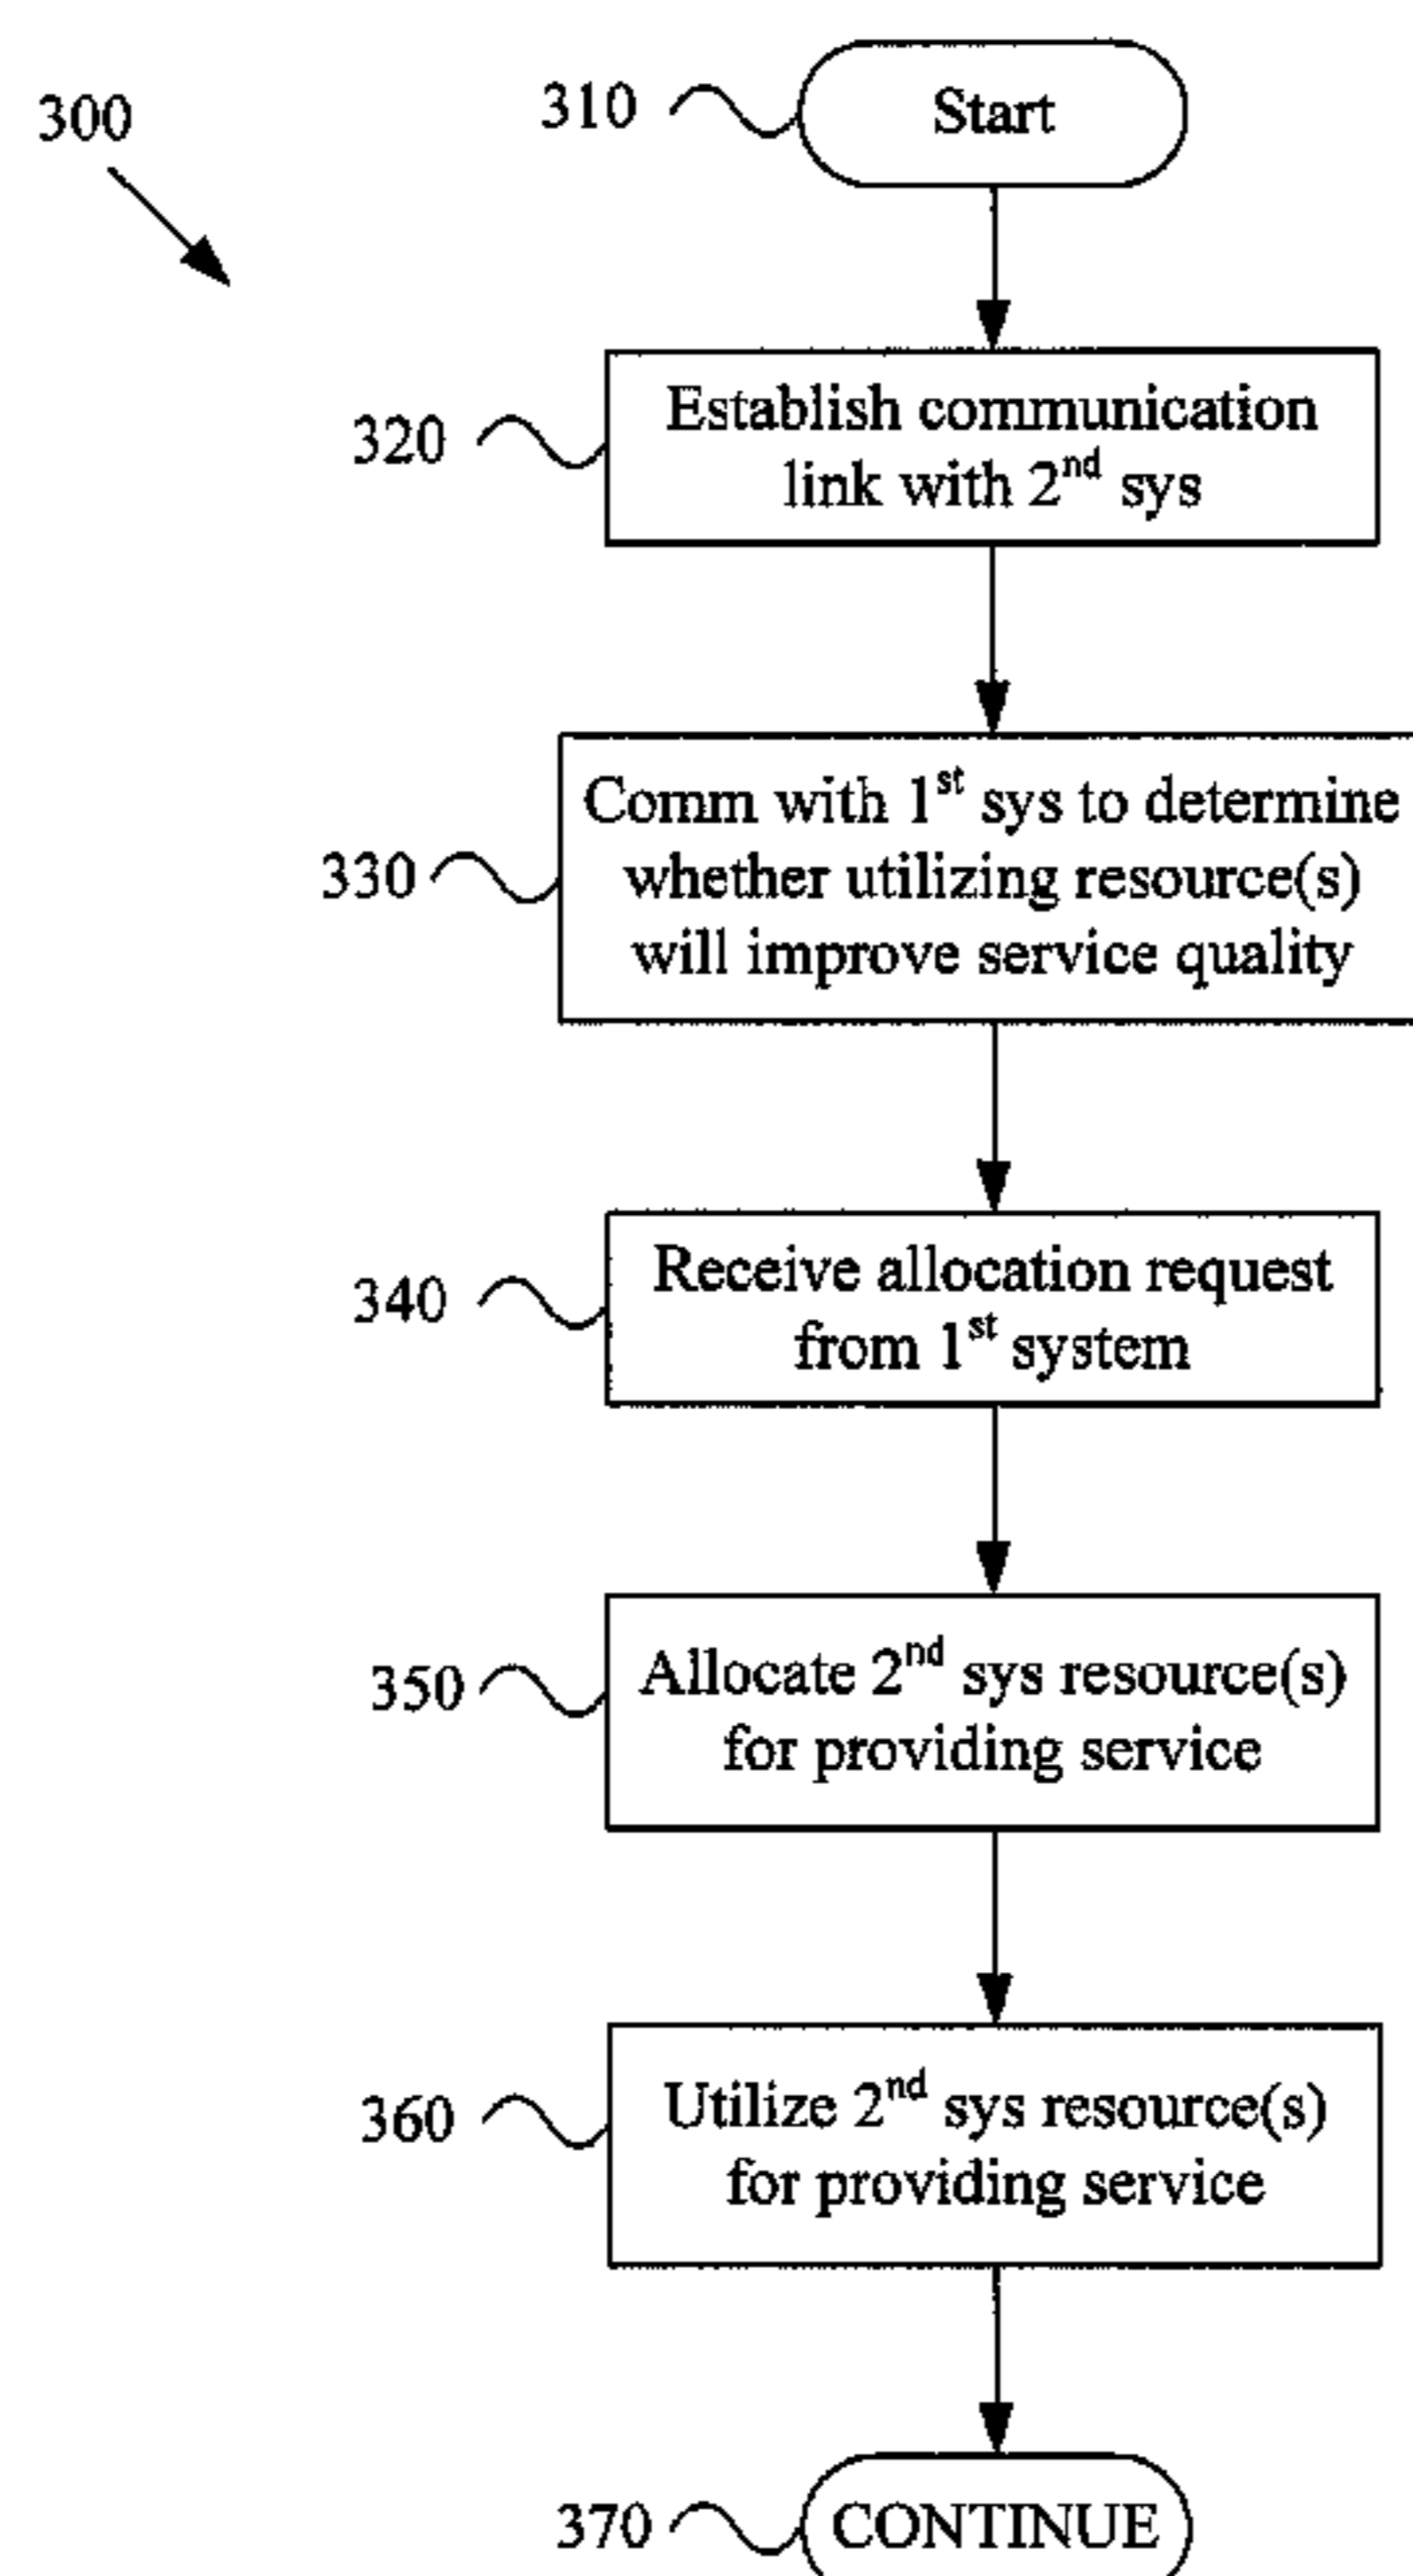 300
310
Start
320
Establish communication
link with 2nd sys
330
Comm with 1st sys to determine
whether utilizing resource(s)
will improve service quality
340
Receive allocation request
from 1st system
350
Allocate 2nd sys resource(s)
for providing service
360
Utilize 2nd sys resource(s)
for providing service
370
CONTINUE